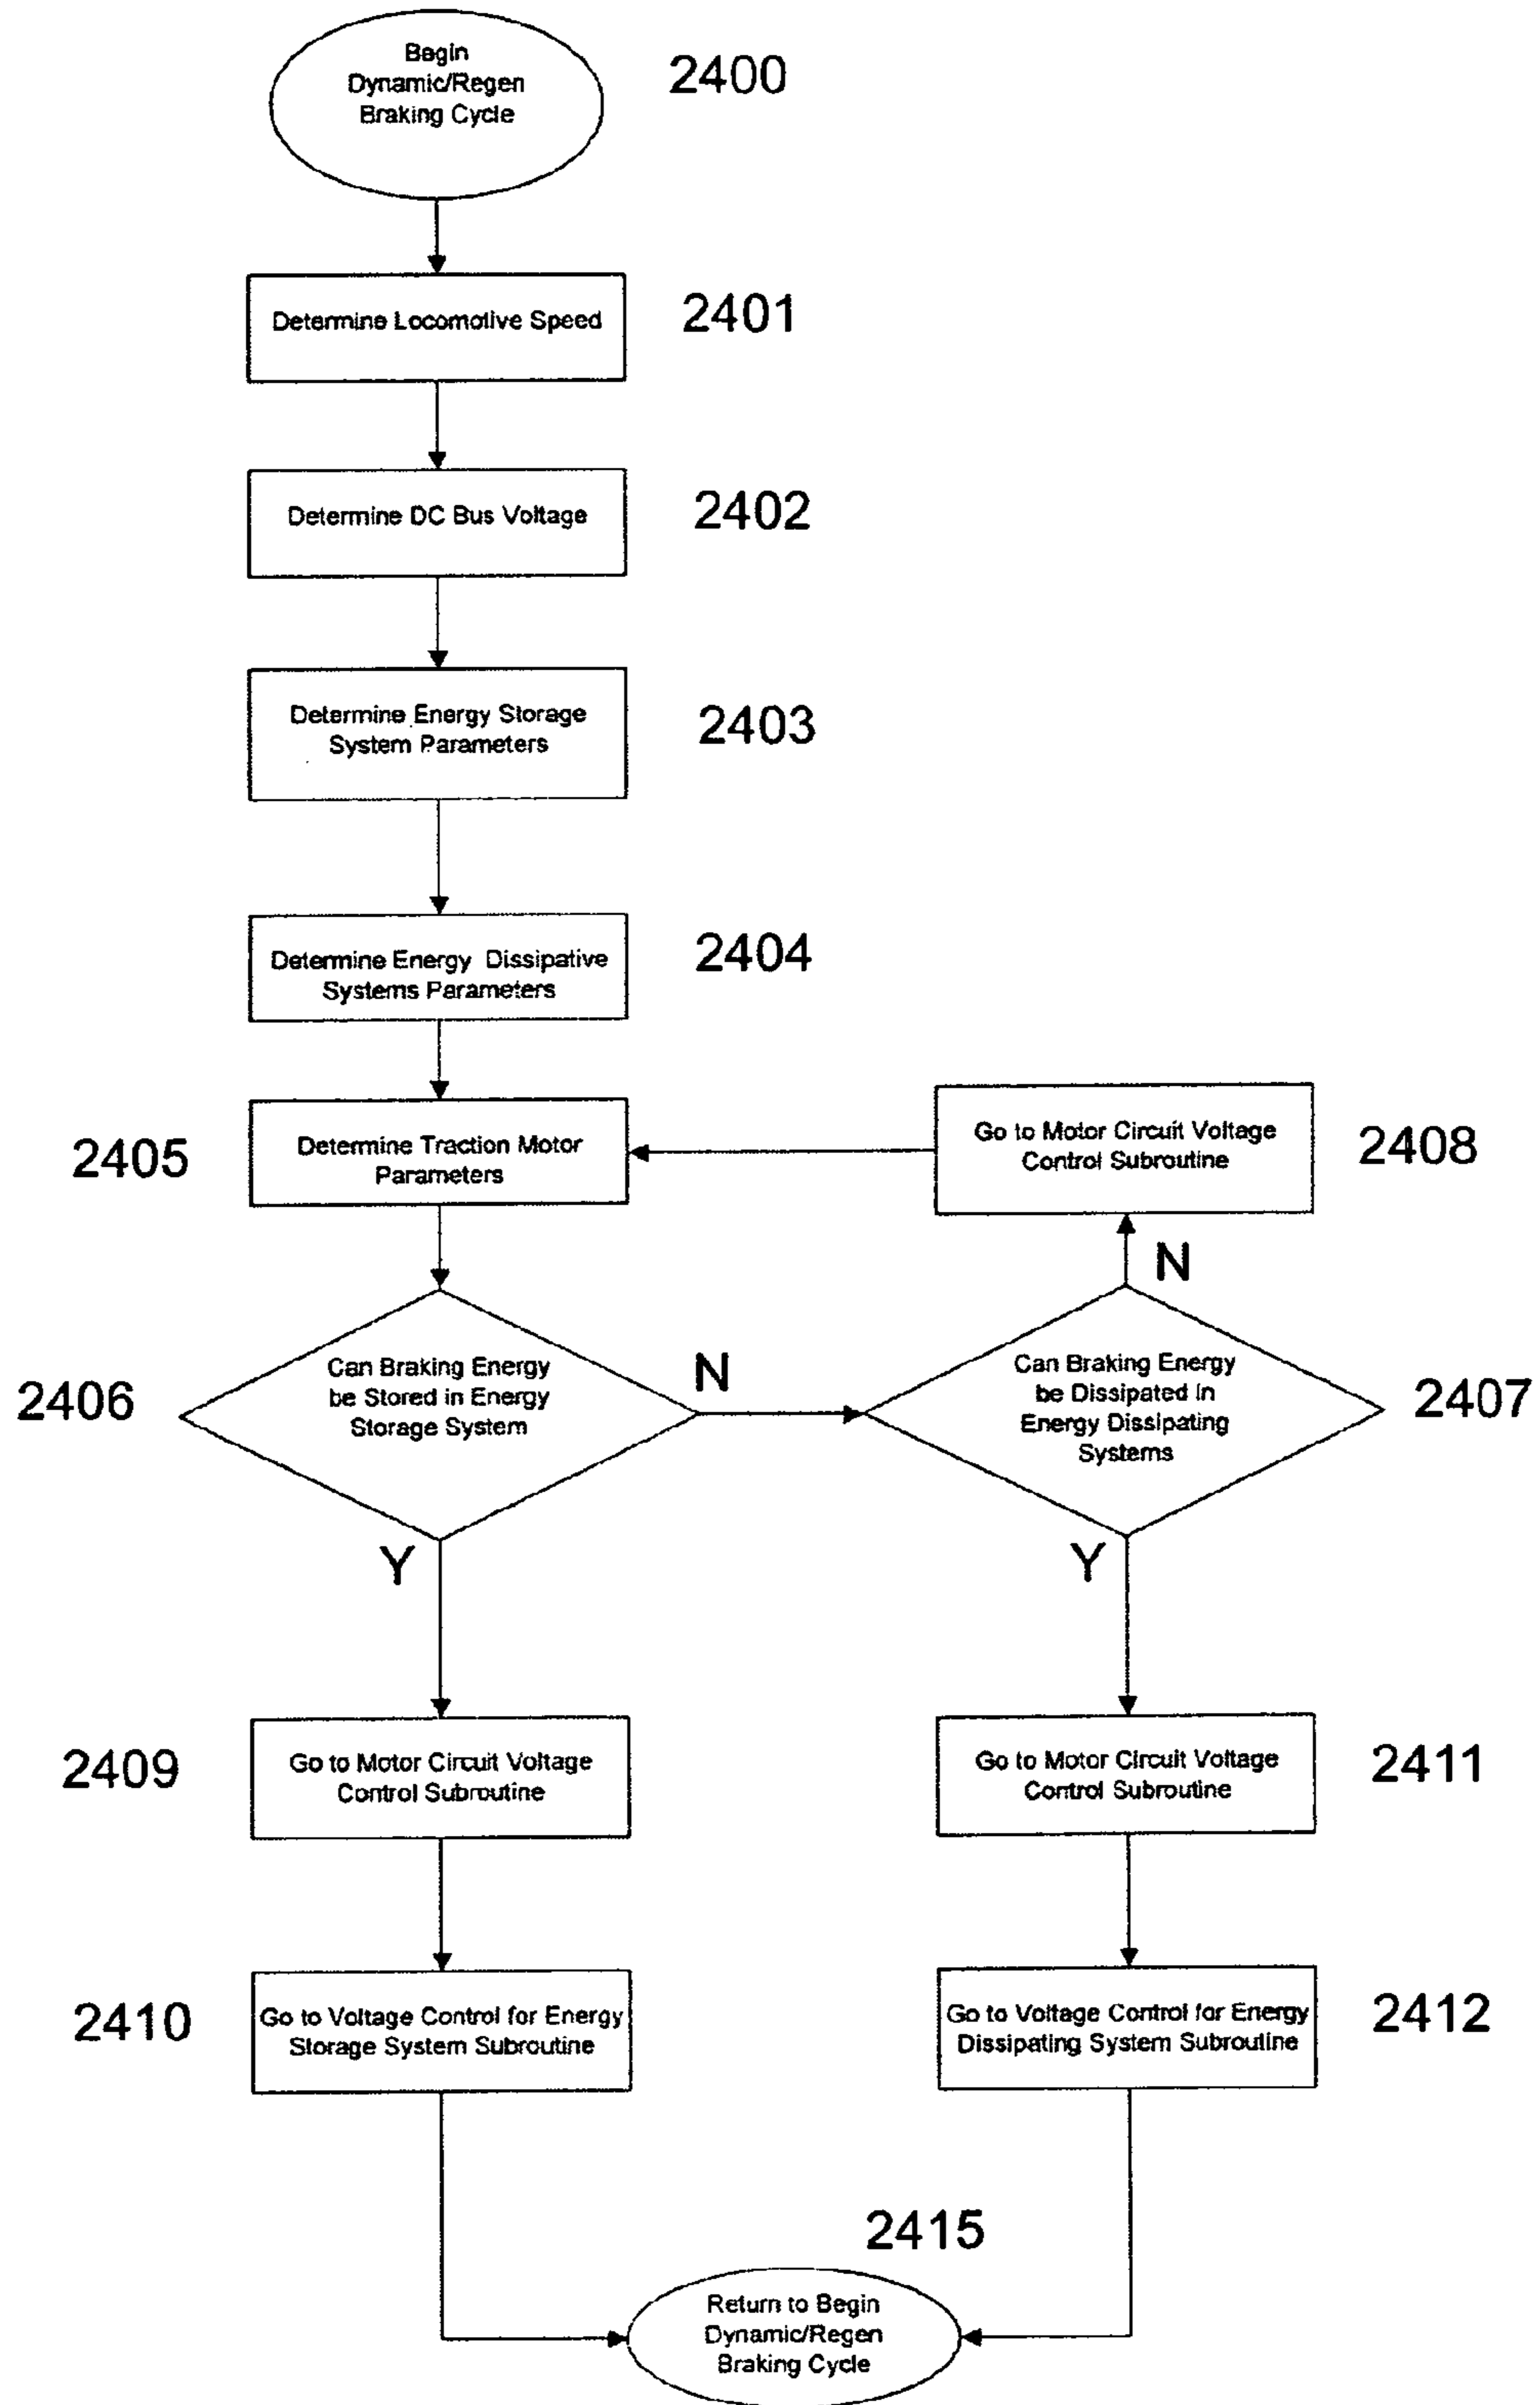 Begin
Dynamic/Regen
Braking Cycle
2400
Determine Locomotive Speed
2401
Determine DC Bus Voltage
2402
Determine Energy Storage
System Parameters
2403
Determine Energy Dissipative
Systems Parameters
2404
2405
Determine Traction Motor
Parameters
Go to Motor Circuit Voltage
Control Subroutine
2408
N
2406
Can Braking Energy
be Stored in Energy
Storage System
N
Can Braking Energy
be Dissipated in
Energy Dissipating
Systems
2407
Y
Y
2409
Go to Motor Circuit Voltage
Control Subroutine
Go to Motor Circuit Voltage
Control Subroutine
2411
2410
Go to Voltage Control for Energy
Storage System Subroutine
Go to Voltage Control for Energy
Dissipating System Subroutine
2412
2415
Return to Begin
Dynamic/Regen
Braking Cycle